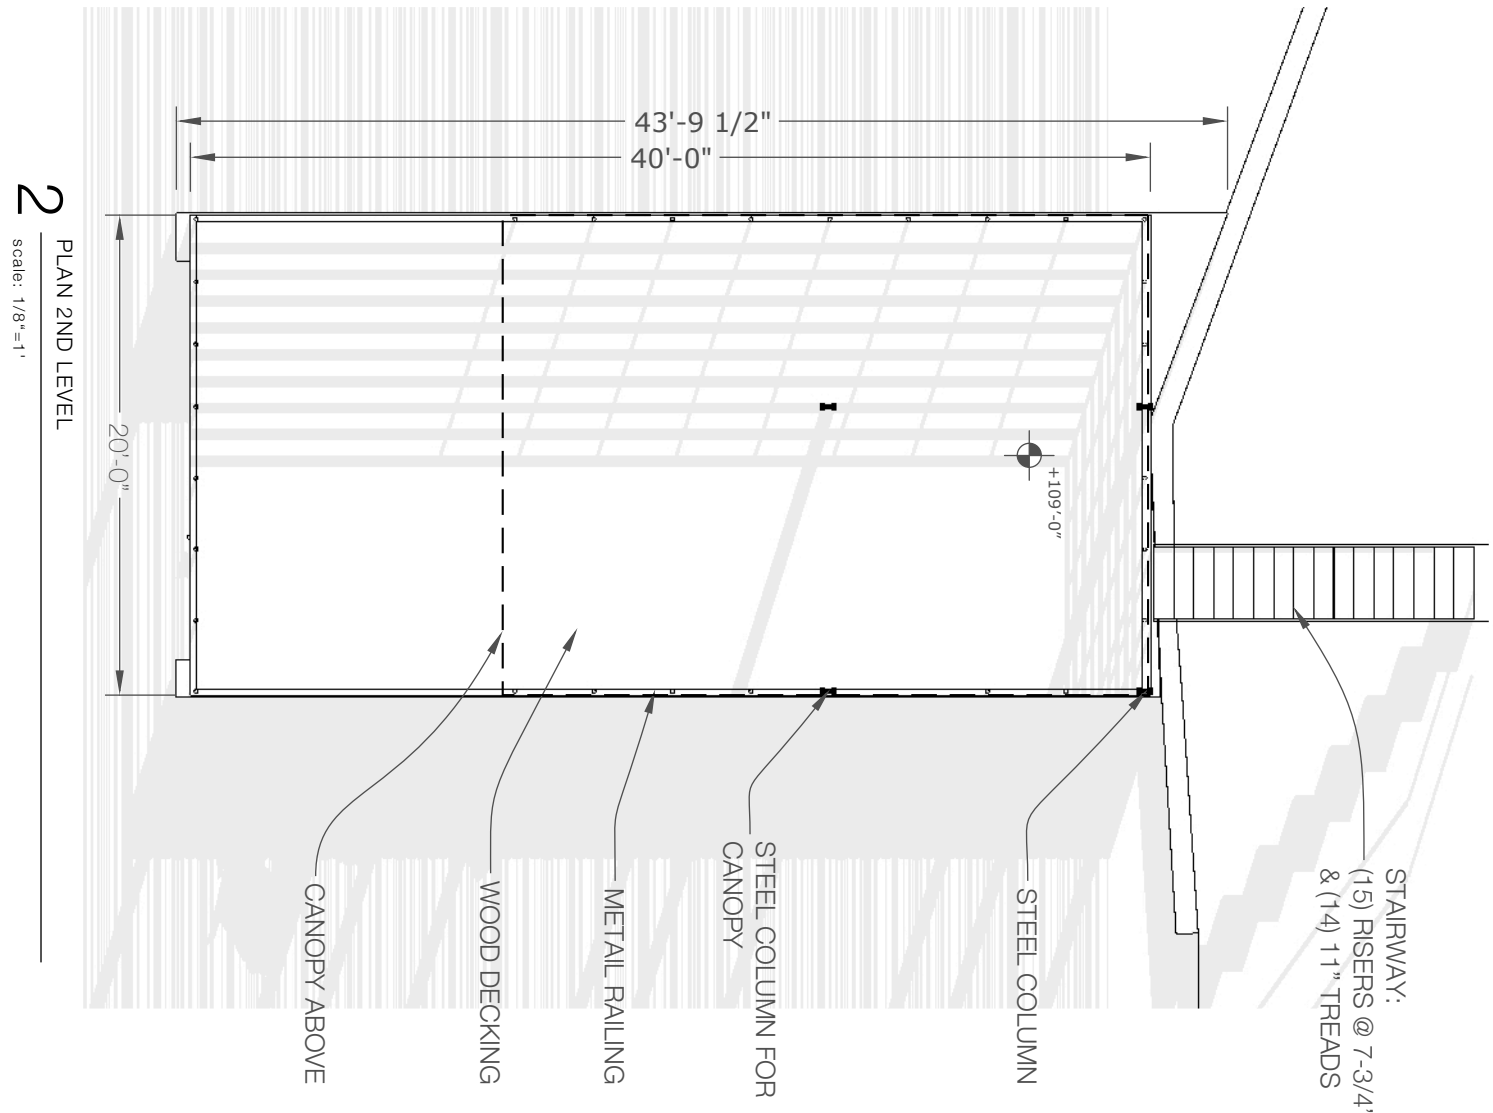 43'-9 1/2"
40'-0"
20'-0"
+109'-0"
STAIRWAY:
(15) RISERS @ 7-3/4"
& (14) 11" TREADS
STEEL COLUMN
STEEL COLUMN FOR
CANOPY
METAIL RAILING
WOOD DECKING
CANOPY ABOVE
2
PLAN 2ND LEVEL
scale: 1/8"=1'